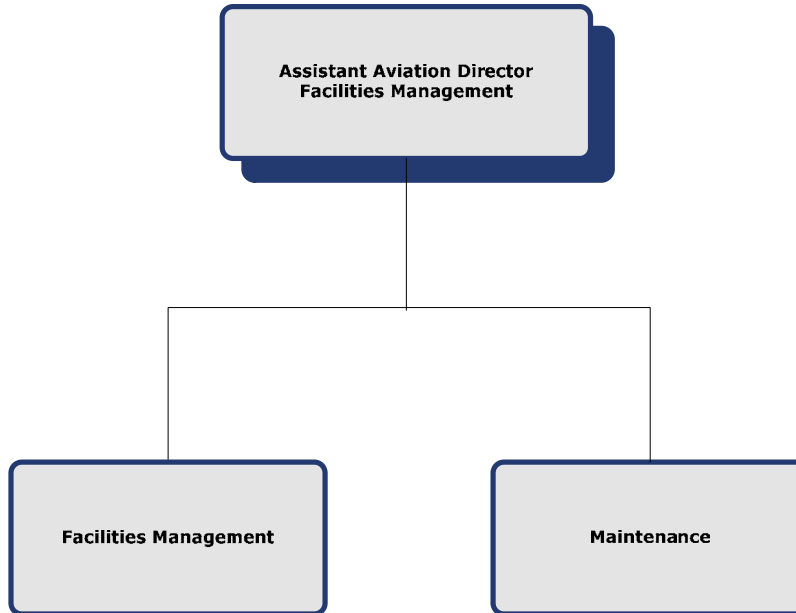 Assistant Aviation Director
Facilities Management
Facilities Management
Maintenance